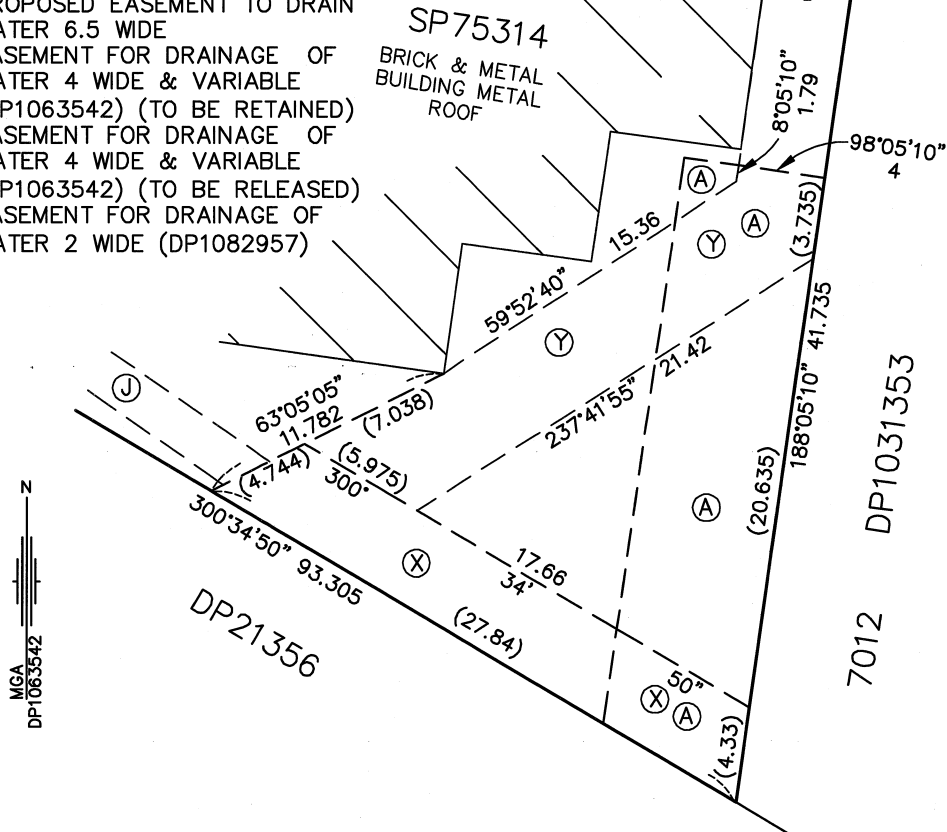 ROPOSED EASEMENT TO DRAIN
ATER 6.5 WIDE
ASEMENT FOR DRAINAGE OF
ATER 4 WIDE & VARIABLE
P1063542) (TO BE RETAINED)
ASEMENT FOR DRAINAGE OF
ATER 4 WIDE & VARIABLE
P1063542) (TO BE RELEASED)
ASEMENT FOR DRAINAGE OF
ATER 2 WIDE (DP1082957)
SP75314
BRICK & METAL
BUILDING METAL
ROOF
8°05'10"
1.79
98°05'10"
4
A
A
Y
(3.735)
15.36
59°52'40"
Y
41.735
188°05'10"
21.42
237°41'55"
J
63°05'05"
11.782
(7.038)
(4.744)
(5.975)
300°
DP1031353
(20.635)
A
300°34'50" 93.305
X
17.66
34'
N
MGA
DP1063542
DP21356
(27.84)
7012
50"
X
A
(4.33)